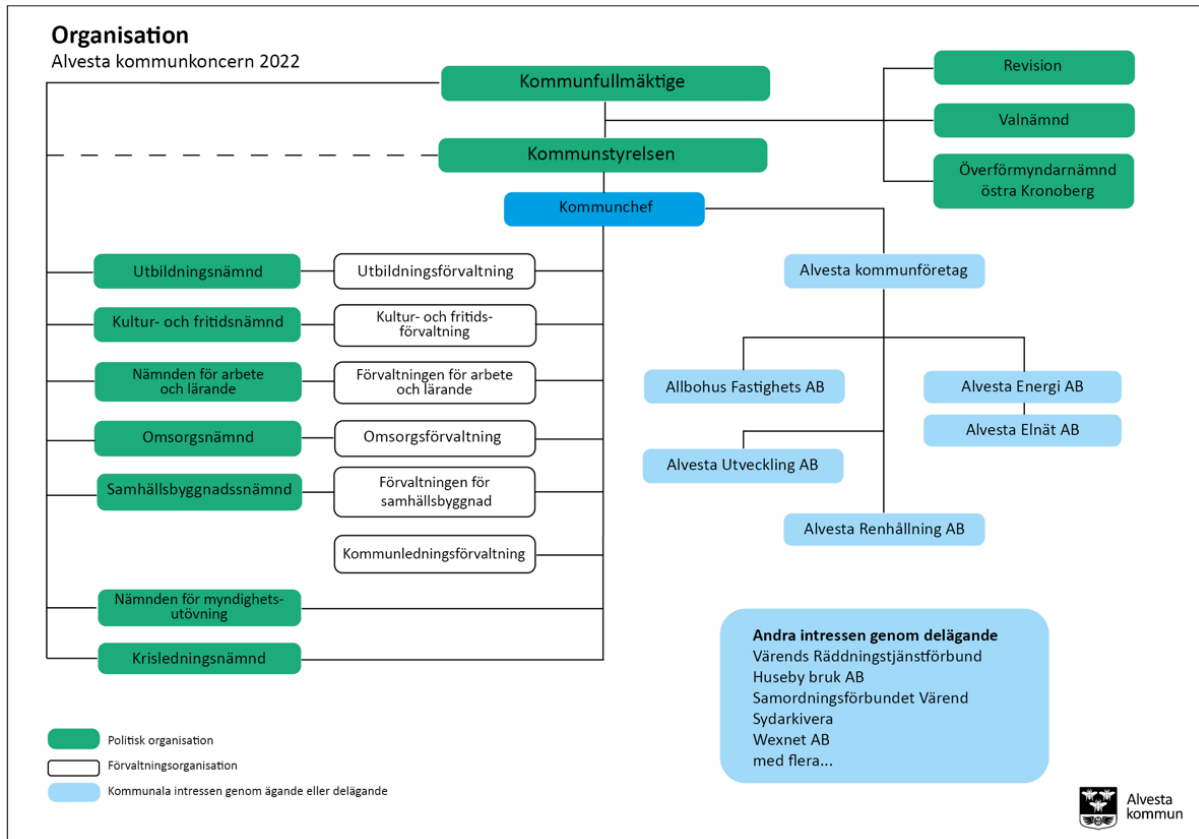 Organisation
Alvesta kommunkoncern 2022
Kommunfullmäktige
Revision
Valnämnd
Överförmyndarnämnd
östra Kronoberg
Kommunstyrelsen
Kommunchef
Utbildningsnämnd
Utbildningsförvaltning
Kultur- och fritidsnämnd
Kultur- och fritids-
förvaltning
Nämnden för arbete
och lärande
Förvaltningen för arbete
och lärande
Omsorgsnämnd
Omsorgsförvaltning
Samhällsbyggnadssnämnd
Förvaltningen för
samhällsbyggnad
Kommunledningsförvaltning
Nämnden för myndighets-
utövning
Krisledningsnämnd
Alvesta kommunföretag
Allbohus Fastighets AB
Alvesta Energi AB
Alvesta Elnät AB
Alvesta Utveckling AB
Alvesta Renhållning AB
Andra intressen genom delägande
Värends Räddningstjänstförbund
Huseby bruk AB
Samordningsförbundet Värend
Sydarkivera
Wexnet AB
med flera...
Politisk organisation
Förvaltningsorganisation
Kommunala intressen genom ägande eller delägande
Alvesta
kommun